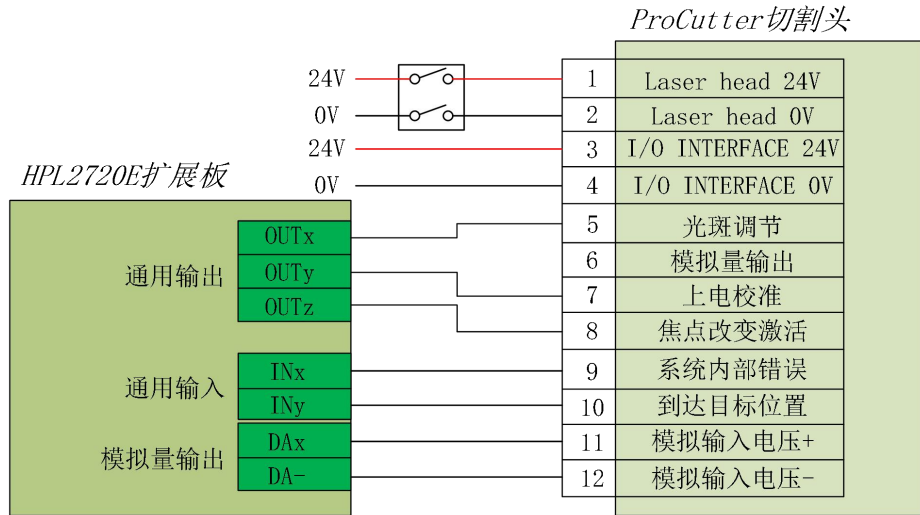 ProCutter切割头
24V
1
Laser head 24V
0V
2
Laser head 0V
24V
3
I/O INTERFACE 24V
HPL2720E扩展板
0V
4
I/O INTERFACE 0V
通用输出
OUTx
5
光斑调节
OUTy
6
模拟量输出
OUTz
7
上电校准
8
焦点改变激活
通用输入
INx
9
系统内部错误
INy
10
到达目标位置
模拟量输出
DAx
11
模拟输入电压+
DA-
12
模拟输入电压-